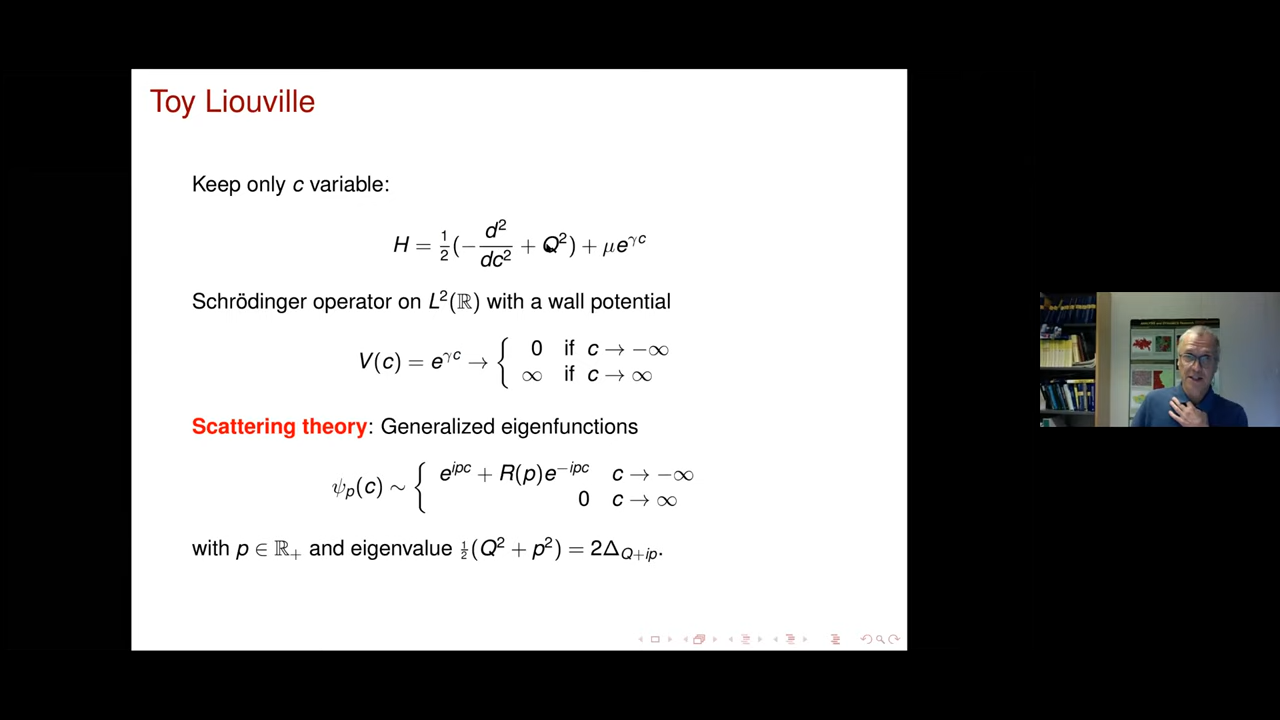 Toy Liouville
Keep only c variable:
H = ½(−d²/dc² + Q²) + μe^{γc}
Schrödinger operator on L²(ℝ) with a wall potential
V(c) = e^{γc} → { 0 if c → −∞
∞ if c → ∞
Scattering theory: Generalized eigenfunctions
ψ_p(c) ∼ { e^{ipc} + R(p)e^{−ipc} c → −∞
0 c → ∞
with p ∈ ℝ₊ and eigenvalue ½(Q² + p²) = 2Δ_{Q+ip}.